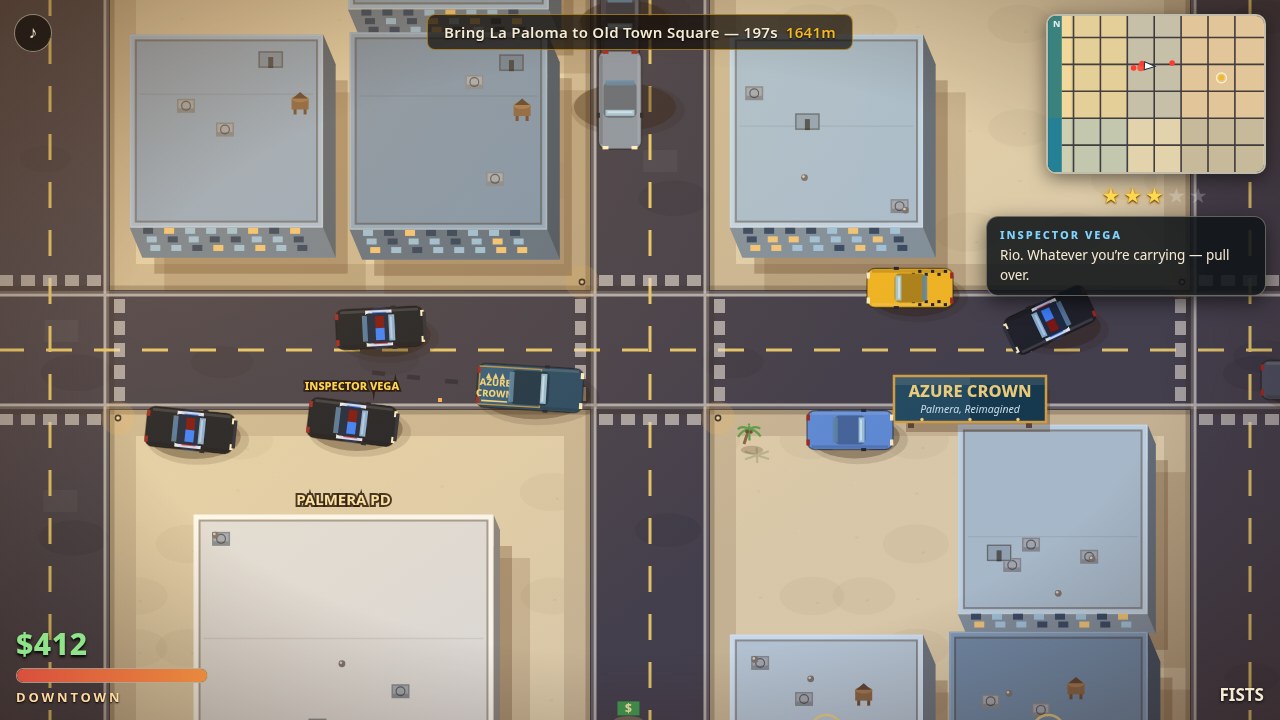 ♪
Bring La Paloma to Old Town Square — 197s 1641m
N
INSPECTOR VEGA
Rio. Whatever you’re carrying — pull
over.
INSPECTOR VEGA
AZURE
CROWN
AZURE CROWN
Palmera, Reimagined
PALMERA PD
$412
DOWNTOWN
$
FISTS